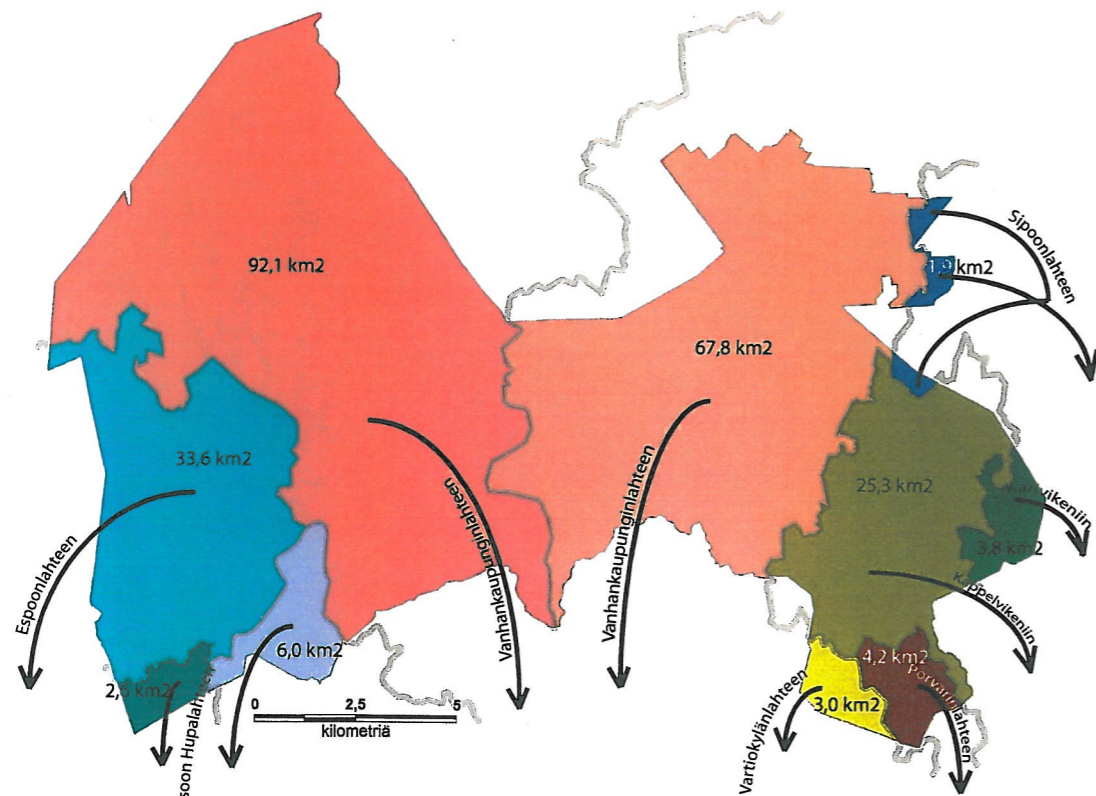 92,1 km2
Sipoonlahteen
1,9 km2
67,8 km2
33,6 km2
25,3 km2
Vanhankaupunginlahteen
Vanhankaupunginlahteen
Espoonlahteen
3,8 km2
Kappelvikeniin
6,0 km2
4,2 km2
Porvarinlahteen
3,0 km2
Vartiokylänlahteen
soon Hupalahteen
0 2,5 5
kilometriä